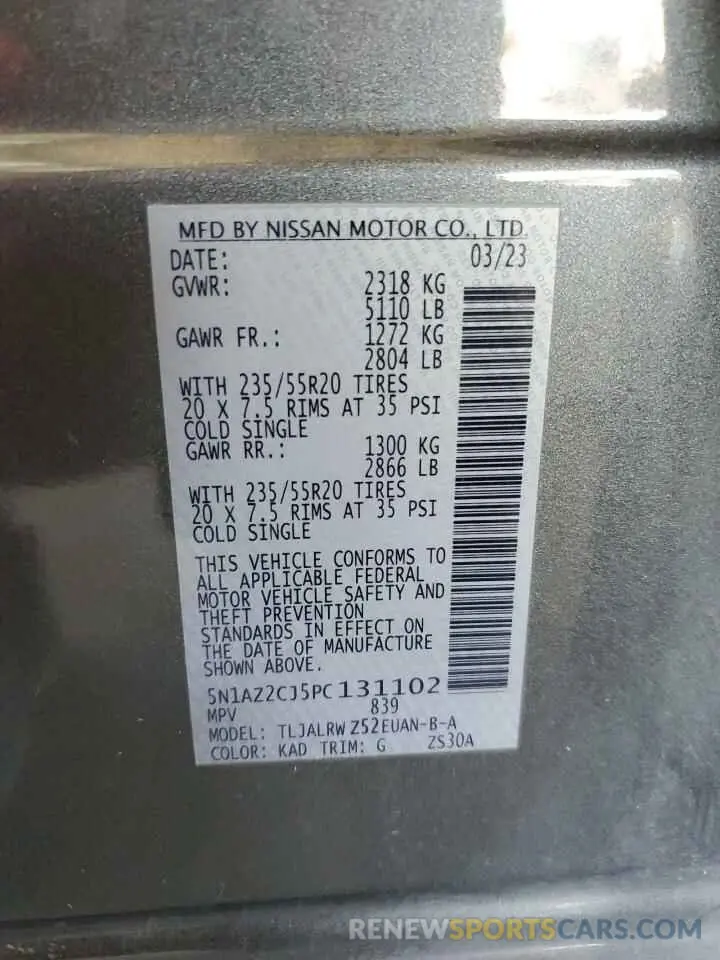 MFD BY NISSAN MOTOR CO., LTD.
DATE: 03/23
GVWR: 2318 KG
5110 LB
GAWR FR.: 1272 KG
2804 LB
WITH 235/55R20 TIRES
20 X 7.5 RIMS AT 35 PSI
COLD SINGLE
GAWR RR.: 1300 KG
2866 LB
WITH 235/55R20 TIRES
20 X 7.5 RIMS AT 35 PSI
COLD SINGLE
THIS VEHICLE CONFORMS TO
ALL APPLICABLE FEDERAL
MOTOR VEHICLE SAFETY AND
THEFT PREVENTION
STANDARDS IN EFFECT ON
THE DATE OF MANUFACTURE
SHOWN ABOVE.
5N1AZ2CJ5PC131102
MPV 839
MODEL: TLJALRW Z52EUAN-B-A
COLOR: KAD TRIM: G ZS30A
RENEWSPORTSCARS.COM